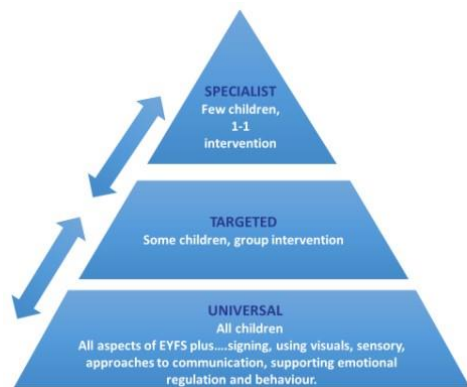 SPECIALIST
Few children,
1-1
intervention
TARGETED
Some children, group intervention
UNIVERSAL
All children
All aspects of EYFS plus....signing, using visuals, sensory,
approaches to communication, supporting emotional
regulation and behaviour.